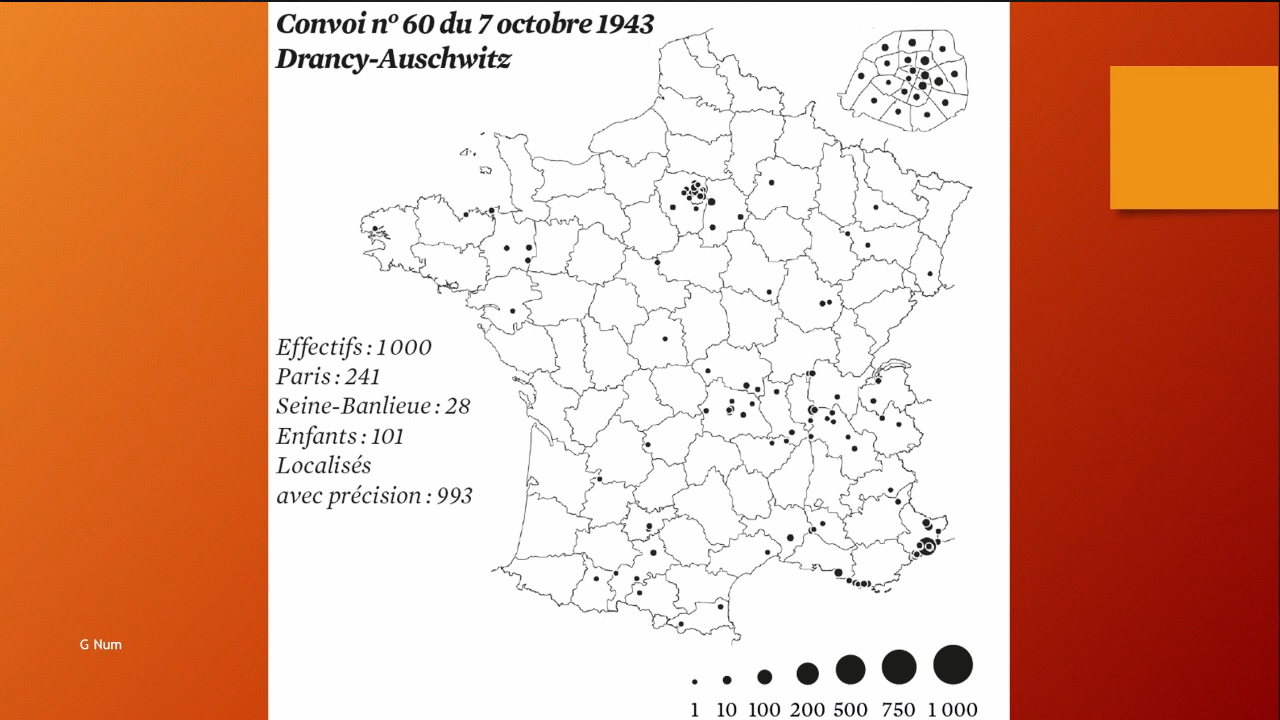 Convoi nº 60 du 7 octobre 1943
Drancy-Auschwitz
Effectifs : 1 000
Paris : 241
Seine-Banlieue : 28
Enfants : 101
Localisés
avec précision : 993
G Num
1 10 100 200 500 750 1 000